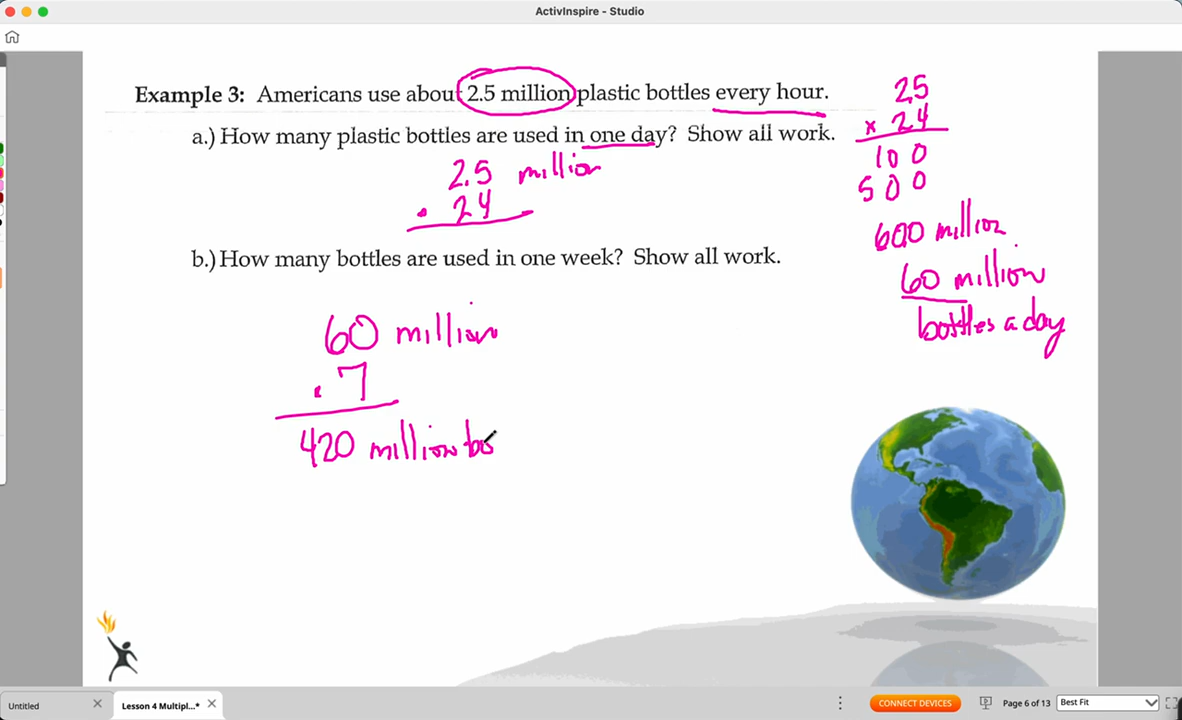 ActivInspire - Studio
Example 3: Americans use about 2.5 million plastic bottles every hour.
a.) How many plastic bottles are used in one day? Show all work.
2.5 million
. 24
25
x 24
100
500
600 million
60 million
bottles a day
b.) How many bottles are used in one week? Show all work.
60 million
. 7
420 million bo
Untitled
Lesson 4 Multipl...*
CONNECT DEVICES
Page 6 of 13
Best Fit